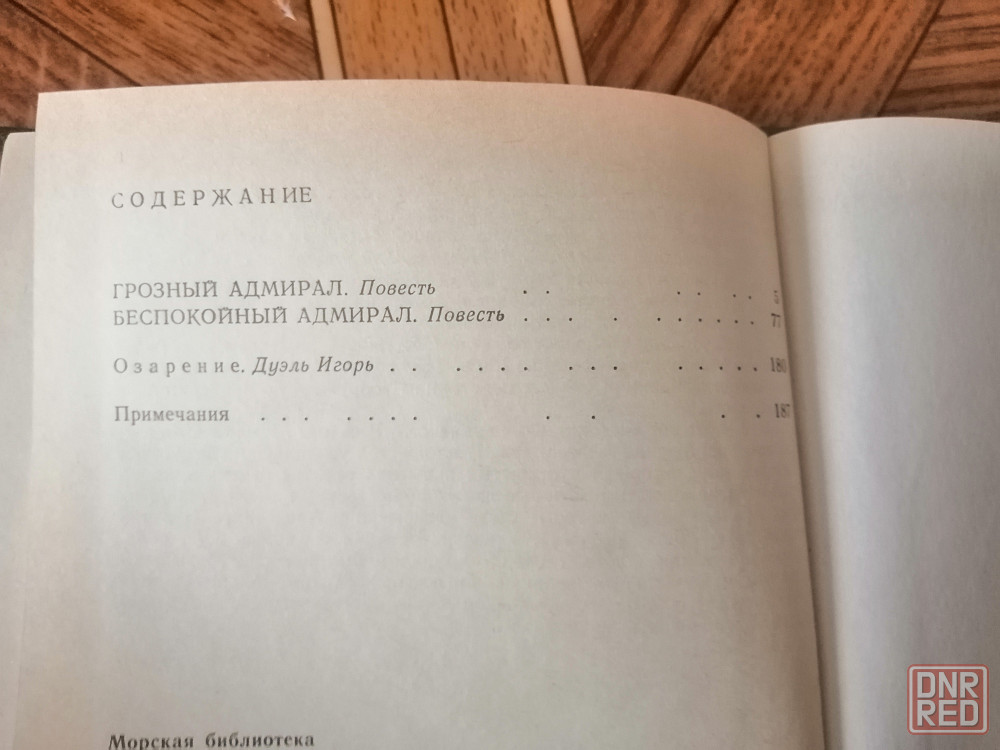 СОДЕРЖАНИЕ
ГРОЗНЫЙ АДМИРАЛ. Повесть . . . . . . 5
БЕСПОКОЙНЫЙ АДМИРАЛ. Повесть . . . . . . . . . . 77
Озарение. Дуэль Игорь . . . . . . . . . . . . . . 180
Примечания . . . . . . . . . 187
Морская библиотека
DNR
RED